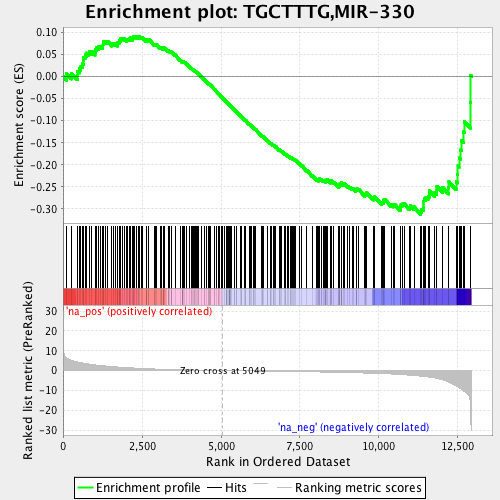 Enrichment plot: TGCTTTG,MIR-330
Enrichment score (ES)
0.10
0.05
0.00
-0.05
-0.10
-0.15
-0.20
-0.25
-0.30
'na_pos' (positively correlated)
Ranked list metric (PreRanked)
30
20
10
0
-10
-20
-30
Zero cross at 5049
'na_neg' (negatively correlated)
0
2,500
5,000
7,500
10,000
12,500
Rank in Ordered Dataset
Enrichment profile
Hits
Ranking metric scores